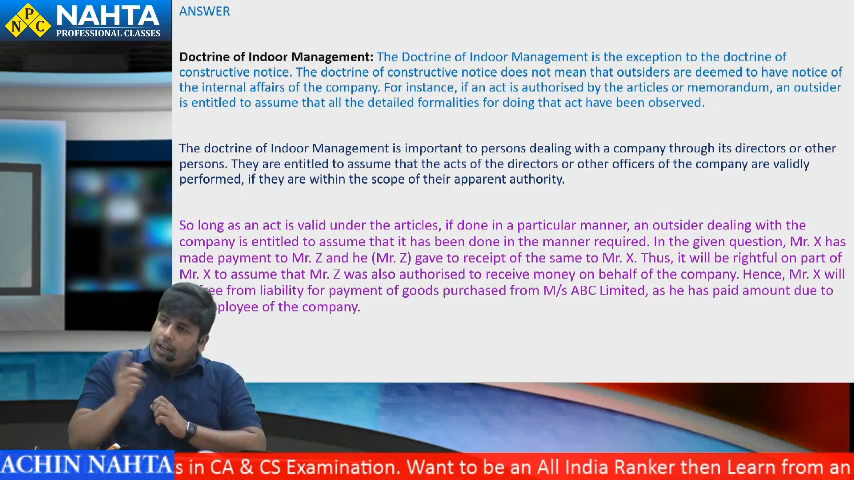 NPC
NAHTA
PROFESSIONAL CLASSES
ANSWER
Doctrine of Indoor Management: The Doctrine of Indoor Management is the exception to the doctrine of
constructive notice. The doctrine of constructive notice does not mean that outsiders are deemed to have notice of
the internal affairs of the company. For instance, if an act is authorised by the articles or memorandum, an outsider
is entitled to assume that all the detailed formalities for doing that act have been observed.
The doctrine of Indoor Management is important to persons dealing with a company through its directors or other
persons. They are entitled to assume that the acts of the directors or other officers of the company are validly
performed, if they are within the scope of their apparent authority.
So long as an act is valid under the articles, if done in a particular manner, an outsider dealing with the
company is entitled to assume that it has been done in the manner required. In the given question, Mr. X has
made payment to Mr. Z and he (Mr. Z) gave to receipt of the same to Mr. X. Thus, it will be rightful on part of
Mr. X to assume that Mr. Z was also authorised to receive money on behalf of the company. Hence, Mr. X will
free from liability for payment of goods purchased from M/s ABC Limited, as he has paid amount due to
ployee of the company.
ACHIN NAHTA
s in CA & CS Examination. Want to be an All India Ranker then Learn from an